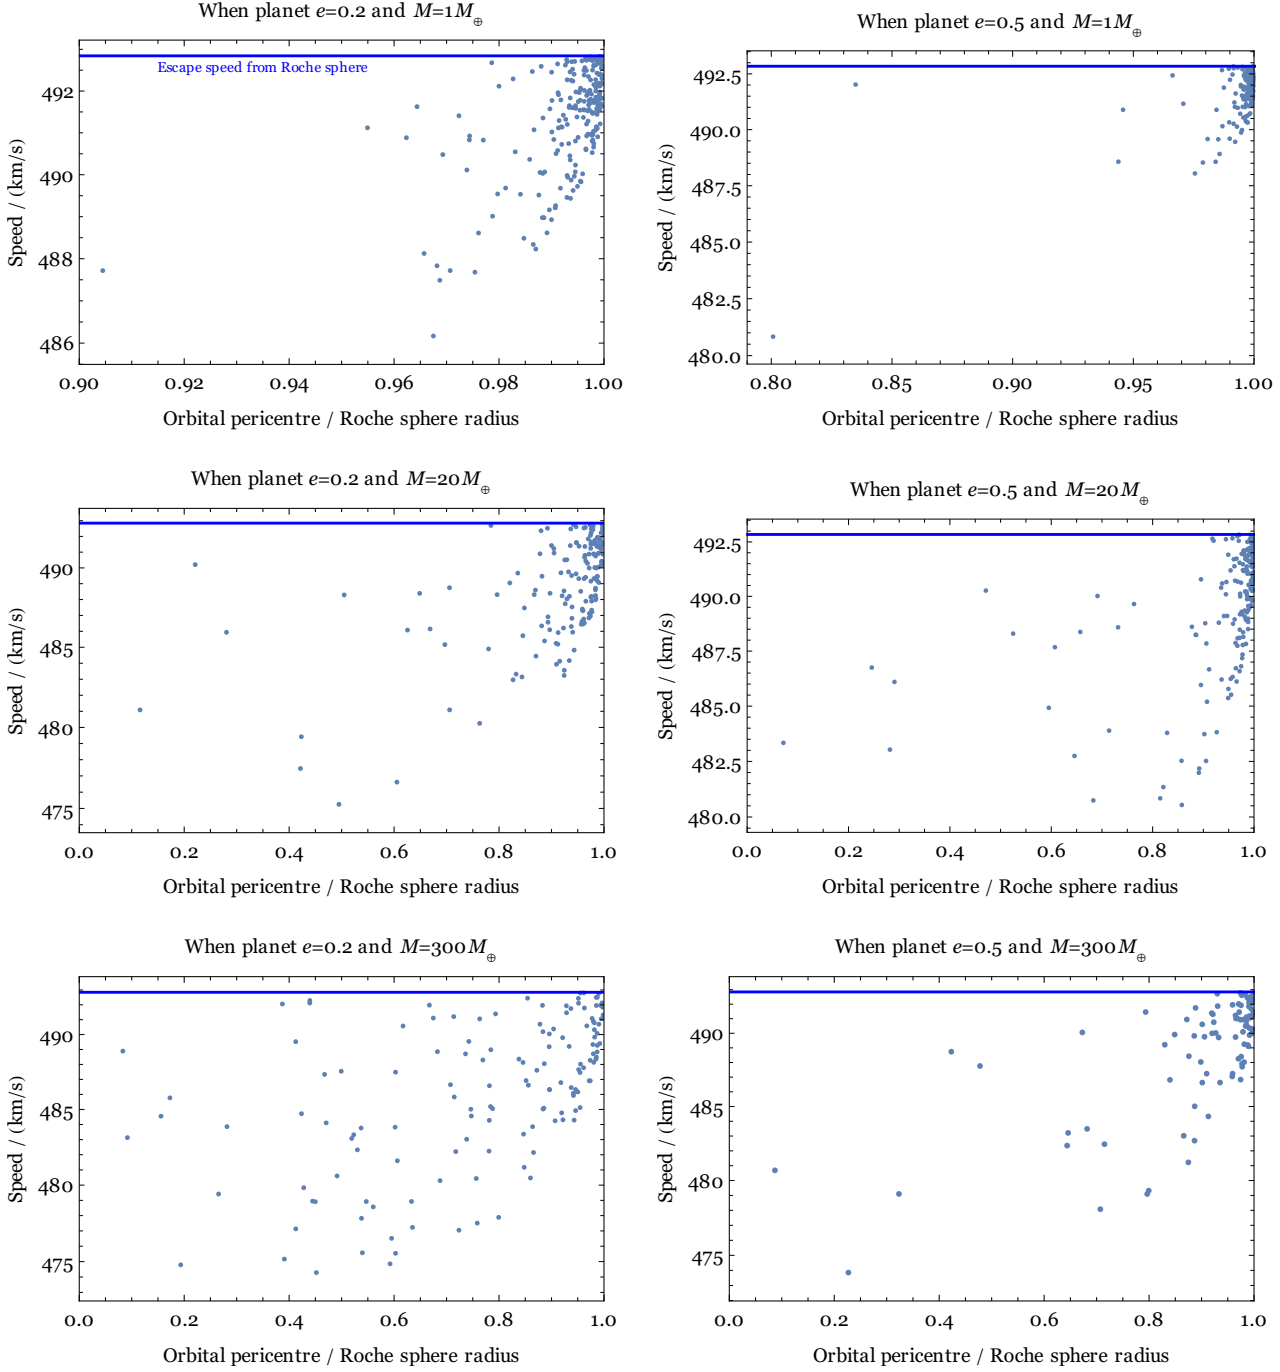 When planet e=0.2 and M=1M⊕
492
490
488
486
Speed / (km/s)
Escape speed from Roche sphere
0.90 0.92 0.94 0.96 0.98 1.00
Orbital pericentre / Roche sphere radius
When planet e=0.5 and M=1M⊕
492.5
490.0
487.5
485.0
482.5
480.0
Speed / (km/s)
0.80 0.85 0.90 0.95 1.00
Orbital pericentre / Roche sphere radius
When planet e=0.2 and M=20M⊕
490
485
480
475
Speed / (km/s)
0.0 0.2 0.4 0.6 0.8 1.0
Orbital pericentre / Roche sphere radius
When planet e=0.5 and M=20M⊕
492.5
490.0
487.5
485.0
482.5
480.0
Speed / (km/s)
0.0 0.2 0.4 0.6 0.8 1.0
Orbital pericentre / Roche sphere radius
When planet e=0.2 and M=300M⊕
490
485
480
475
Speed / (km/s)
0.0 0.2 0.4 0.6 0.8 1.0
Orbital pericentre / Roche sphere radius
When planet e=0.5 and M=300M⊕
490
485
480
475
Speed / (km/s)
0.0 0.2 0.4 0.6 0.8 1.0
Orbital pericentre / Roche sphere radius